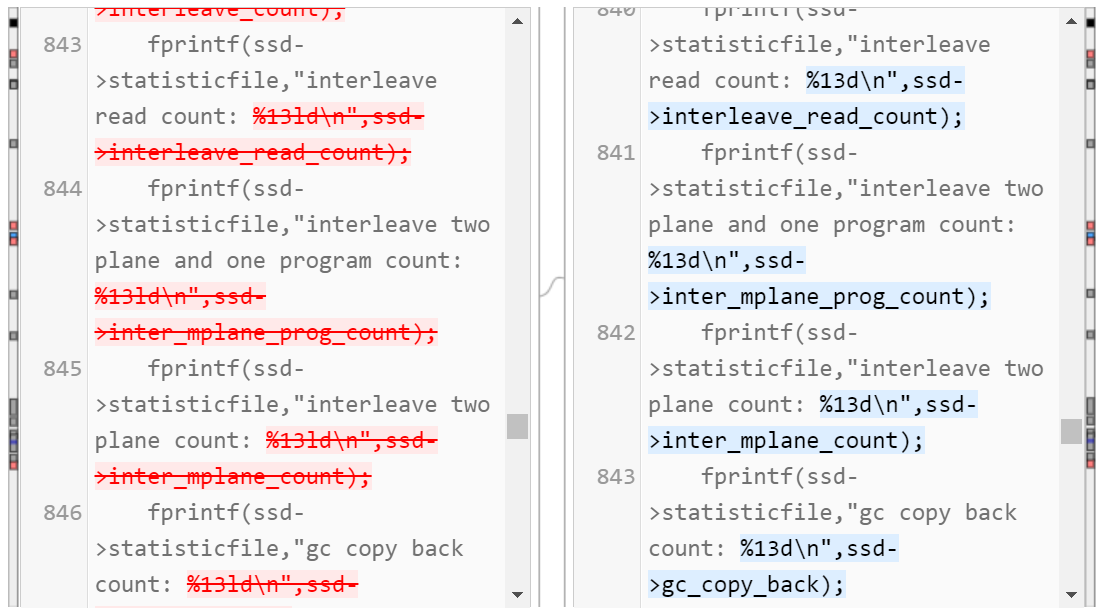 >interleave_count);
843 fprintf(ssd-
>statisticfile,"interleave
read count: %13ld\n",ssd-
>interleave_read_count);
844 fprintf(ssd-
>statisticfile,"interleave two
plane and one program count:
%13ld\n",ssd-
>inter_mplane_prog_count);
845 fprintf(ssd-
>statisticfile,"interleave two
plane count: %13ld\n",ssd-
>inter_mplane_count);
846 fprintf(ssd-
>statisticfile,"gc copy back
count: %13ld\n",ssd-
840 fprintf(ssd-
>statisticfile,"interleave
read count: %13d\n",ssd-
>interleave_read_count);
841 fprintf(ssd-
>statisticfile,"interleave two
plane and one program count:
%13d\n",ssd-
>inter_mplane_prog_count);
842 fprintf(ssd-
>statisticfile,"interleave two
plane count: %13d\n",ssd-
>inter_mplane_count);
843 fprintf(ssd-
>statisticfile,"gc copy back
count: %13d\n",ssd-
>gc_copy_back);